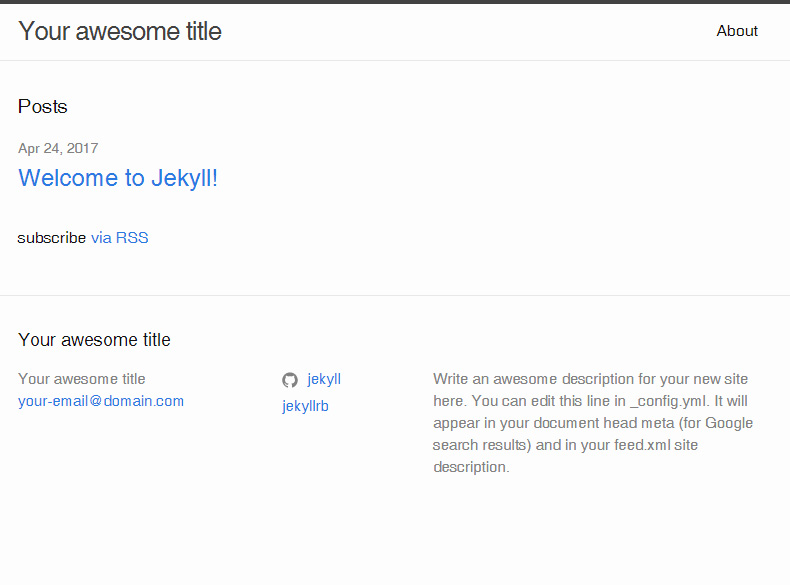 Your awesome title
About
Posts
Apr 24, 2017
Welcome to Jekyll!
subscribe via RSS
Your awesome title
Your awesome title
your-email@domain.com
jekyll
jekyllrb
Write an awesome description for your new site
here. You can edit this line in _config.yml. It will
appear in your document head meta (for Google
search results) and in your feed.xml site
description.